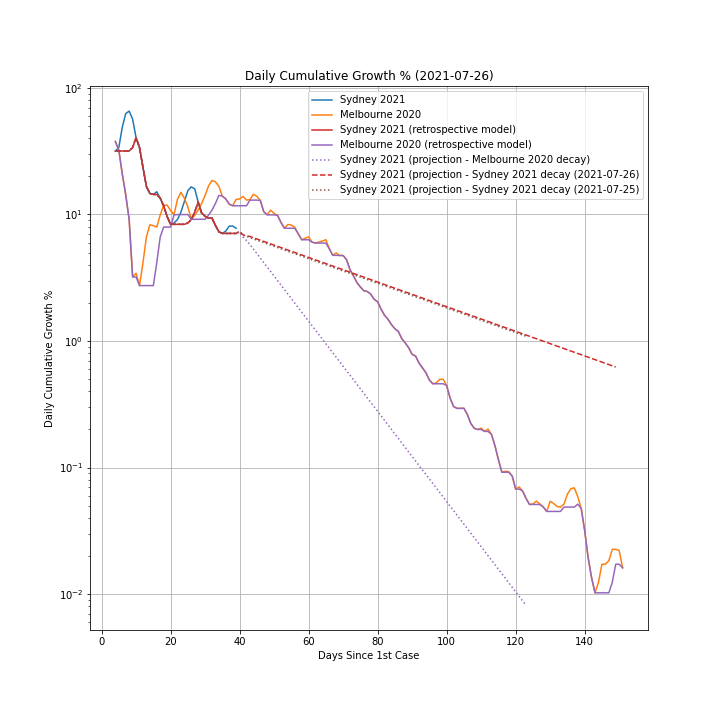 Daily Cumulative Growth % (2021-07-26)
Sydney 2021
Melbourne 2020
Sydney 2021 (retrospective model)
Melbourne 2020 (retrospective model)
Sydney 2021 (projection - Melbourne 2020 decay)
Sydney 2021 (projection - Sydney 2021 decay (2021-07-26)
Sydney 2021 (projection - Sydney 2021 decay (2021-07-25)
Daily Cumulative Growth %
10²
10¹
10⁰
10⁻¹
10⁻²
0 20 40 60 80 100 120 140
Days Since 1st Case